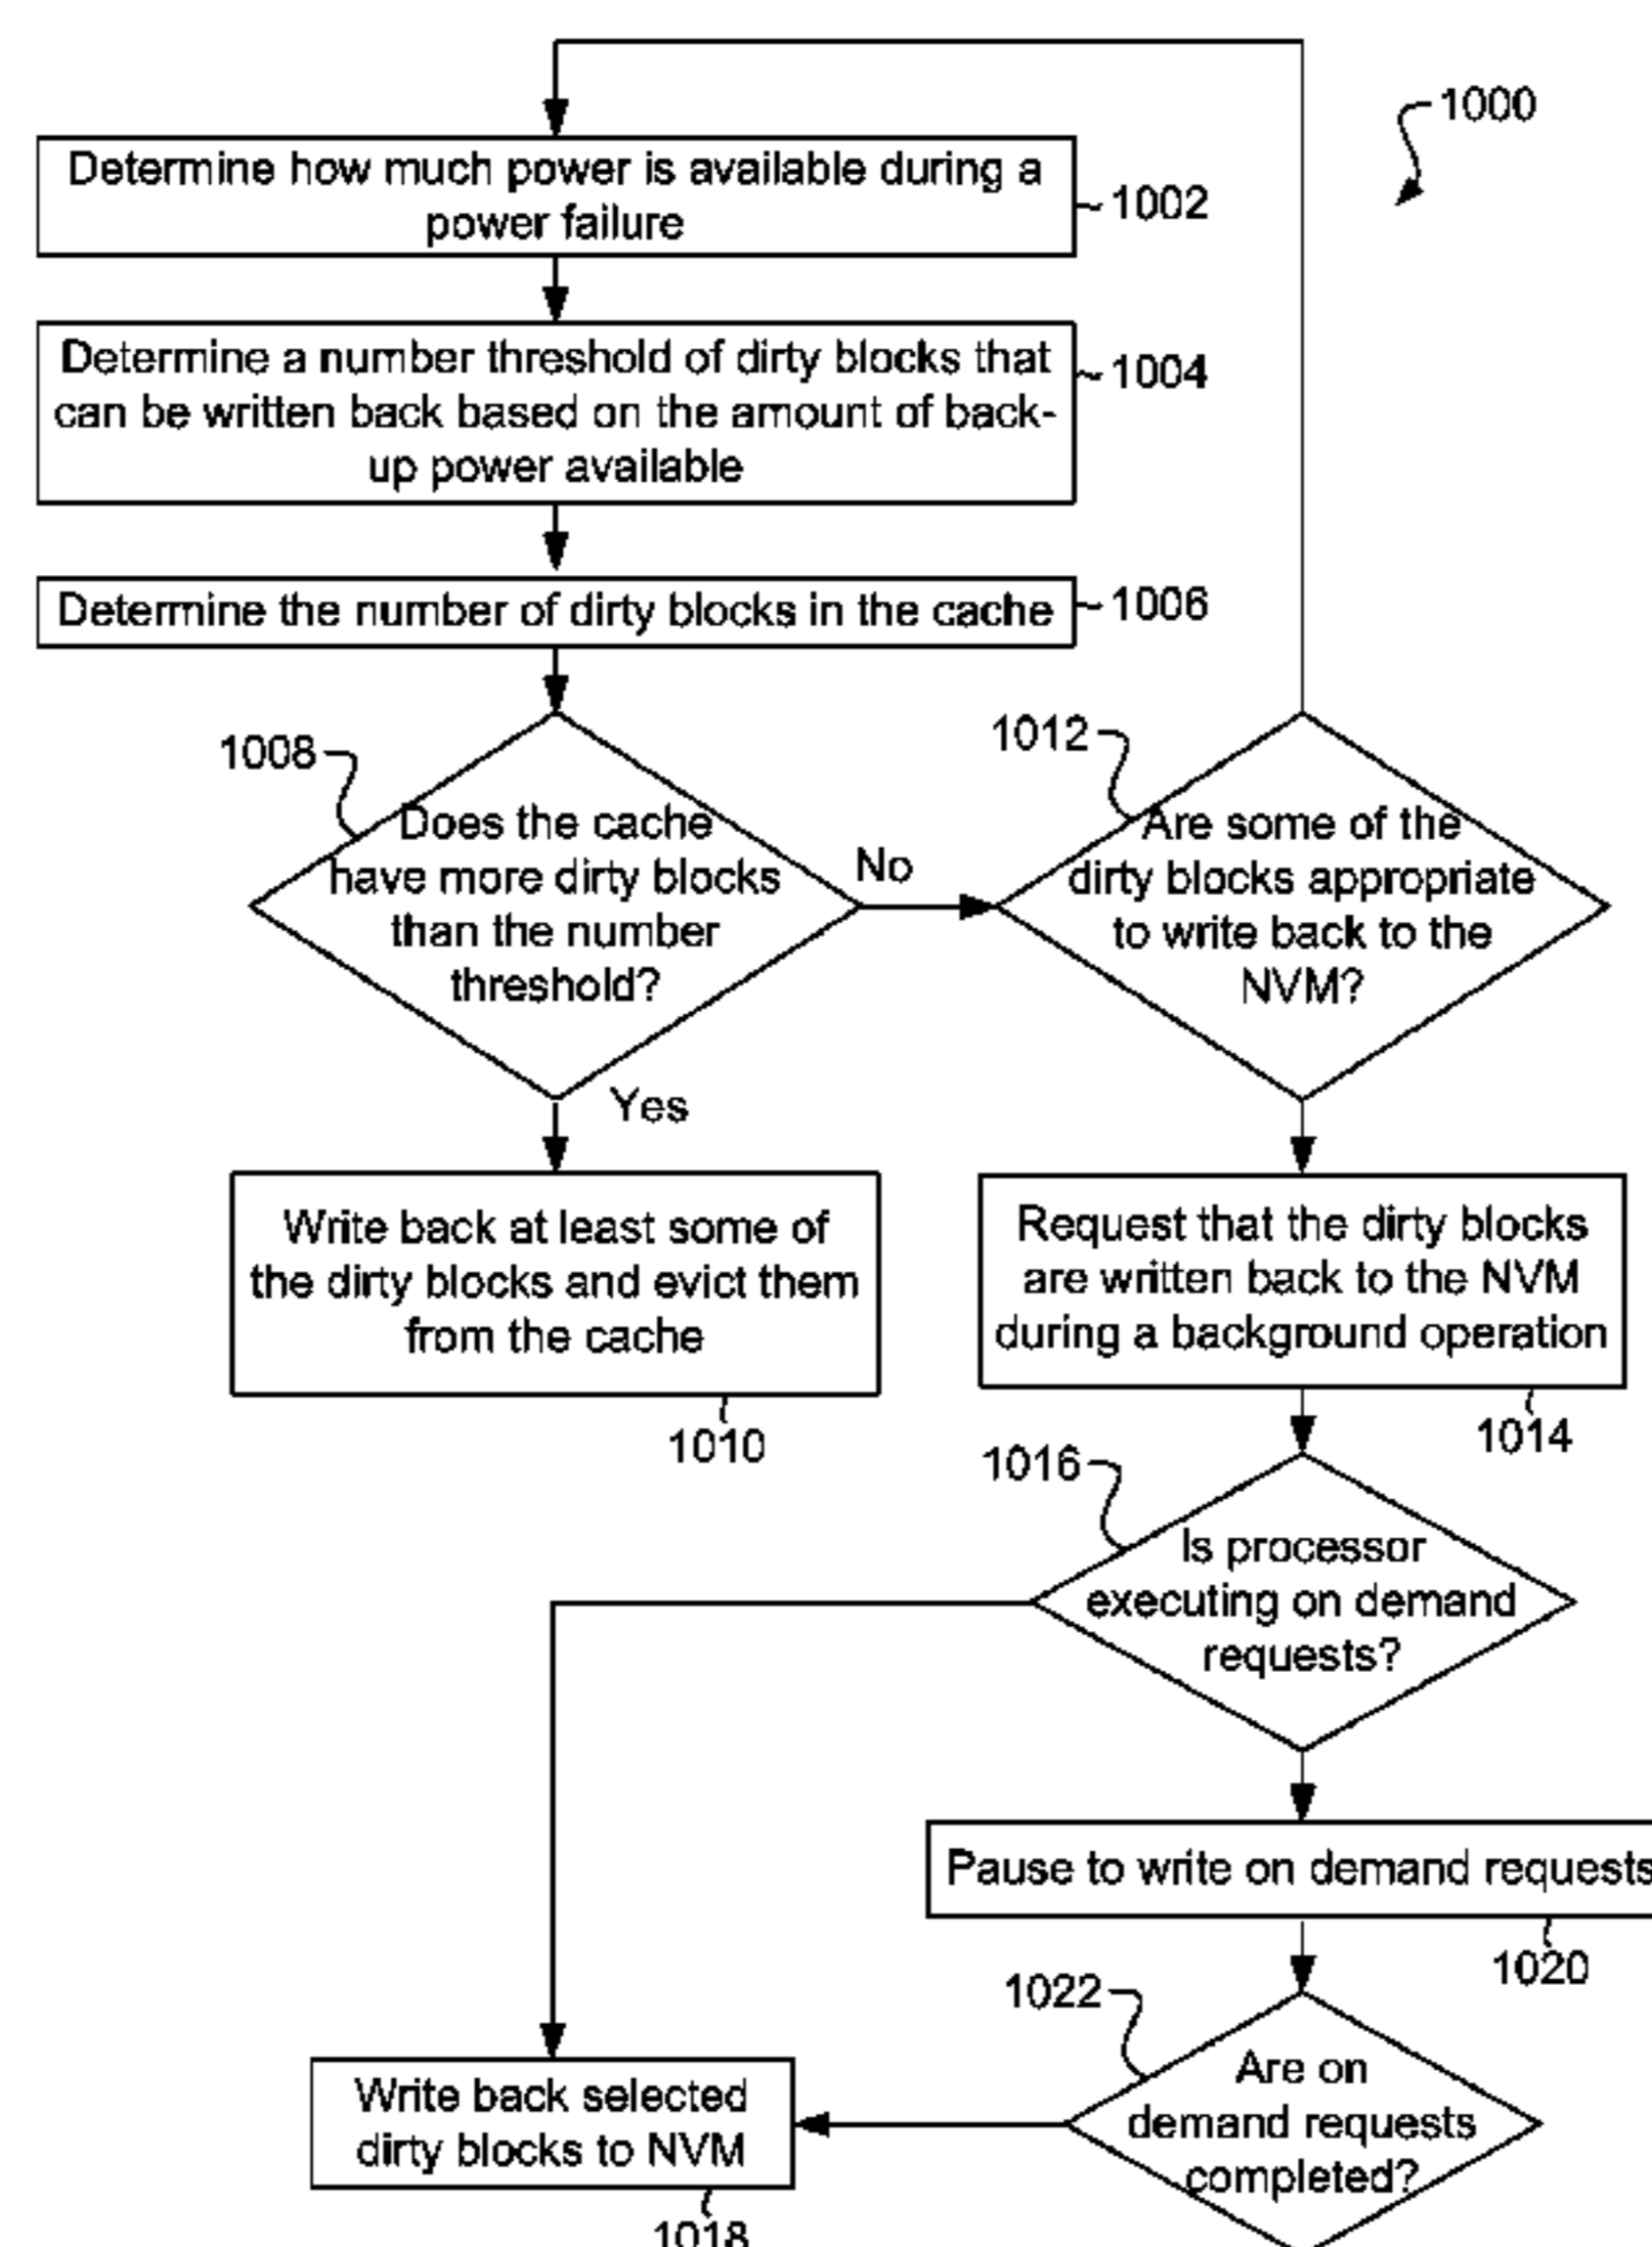 1000
Determine how much power is available during a
power failure
1002
Determine a number threshold of dirty blocks that
can be written back based on the amount of back-
up power available
1004
Determine the number of dirty blocks in the cache
1006
1008
Does the cache
have more dirty blocks
than the number
threshold?
No
Yes
1012
Are some of the
dirty blocks appropriate
to write back to the
NVM?
Write back at least some of
the dirty blocks and evict them
from the cache
1010
Request that the dirty blocks
are written back to the NVM
during a background operation
1014
1016
Is processor
executing on demand
requests?
Pause to write on demand requests
1020
1022
Are on
demand requests
completed?
Write back selected
dirty blocks to NVM
1018